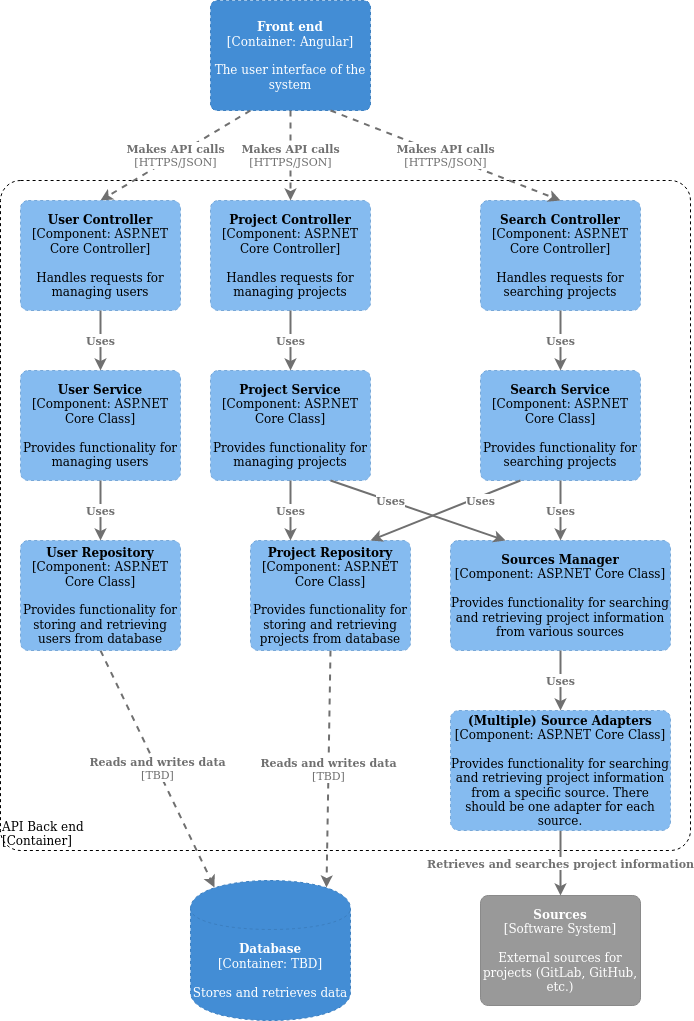 Front end
[Container: Angular]
The user interface of the
system
Makes API calls
[HTTPS/JSON]
Makes API calls
[HTTPS/JSON]
Makes API calls
[HTTPS/JSON]
User Controller
[Component: ASP.NET
Core Controller]
Handles requests for
managing users
Project Controller
[Component: ASP.NET
Core Controller]
Handles requests for
managing projects
Search Controller
[Component: ASP.NET
Core Controller]
Handles requests for
searching projects
Uses
Uses
Uses
User Service
[Component: ASP.NET
Core Class]
Provides functionality for
managing users
Project Service
[Component: ASP.NET
Core Class]
Provides functionality for
managing projects
Search Service
[Component: ASP.NET
Core Class]
Provides functionality for
searching projects
Uses
Uses
Uses
Uses
Uses
User Repository
[Component: ASP.NET
Core Class]
Provides functionality for
storing and retrieving
users from database
Project Repository
[Component: ASP.NET
Core Class]
Provides functionality for
storing and retrieving
projects from database
Sources Manager
[Component: ASP.NET Core Class]
Provides functionality for searching
and retrieving project information
from various sources
Uses
(Multiple) Source Adapters
[Component: ASP.NET Core Class]
Provides functionality for searching
and retrieving project information
from a specific source. There
should be one adapter for each
source.
Reads and writes data
[TBD]
Reads and writes data
[TBD]
API Back end
[Container]
Retrieves and searches project information
Database
[Container: TBD]
Stores and retrieves data
Sources
[Software System]
External sources for
projects (GitLab, GitHub,
etc.)